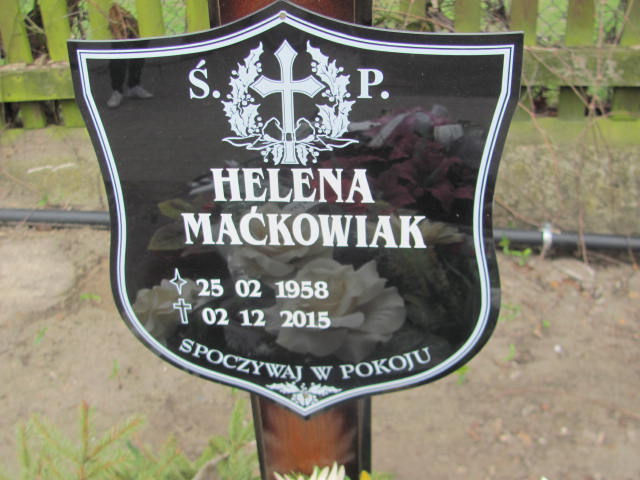 Ś. P.
HELENA
MAĆKOWIAK
25 02 1958
02 12 2015
SPOCZYWAJ W POKOJU